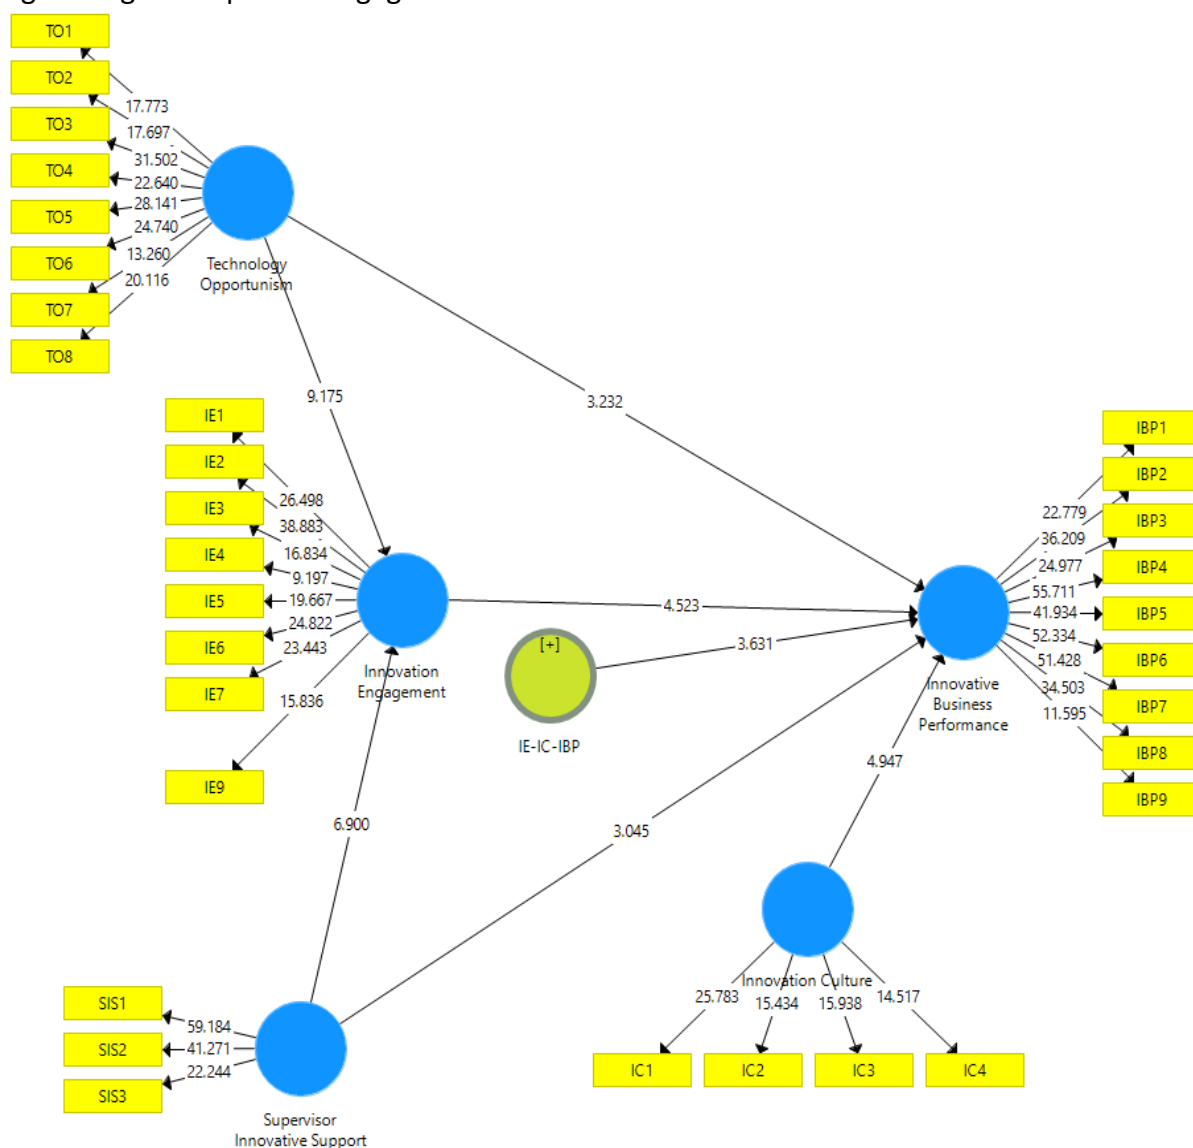 TO1
TO2
TO3
TO4
TO5
TO6
TO7
TO8
17.773
17.697
31.502
22.640
28.141
24.740
13.260
20.116
Technology
Opportunism
9.175
3.232
IE1
IE2
IE3
IE4
IE5
IE6
IE7
IE9
26.498
38.883
16.834
9.197
19.667
24.822
23.443
15.836
Innovation
Engagement
4.523
[+]
IE-IC-IBP
3.631
IBP1
IBP2
IBP3
IBP4
IBP5
IBP6
IBP7
IBP8
IBP9
22.779
36.209
24.977
55.711
41.934
52.334
51.428
34.503
11.595
Innovative
Business
Performance
6.900
3.045
4.947
SIS1
SIS2
SIS3
59.184
41.271
22.244
Supervisor
Innovative Support
Innovation Culture
25.783
15.434
15.938
14.517
IC1
IC2
IC3
IC4